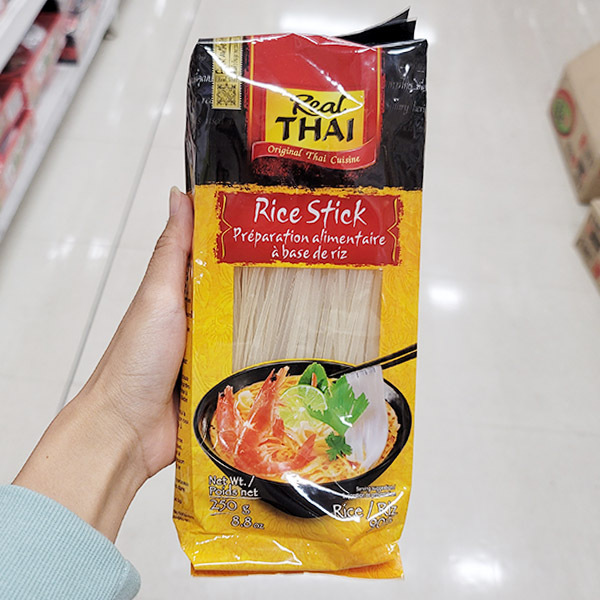 Real
THAI
Original Thai Cuisine
Rice Stick
Préparation alimentaire
à base de riz
Net Wt./
Poids net
250 g
8.8 oz
Rice / Riz